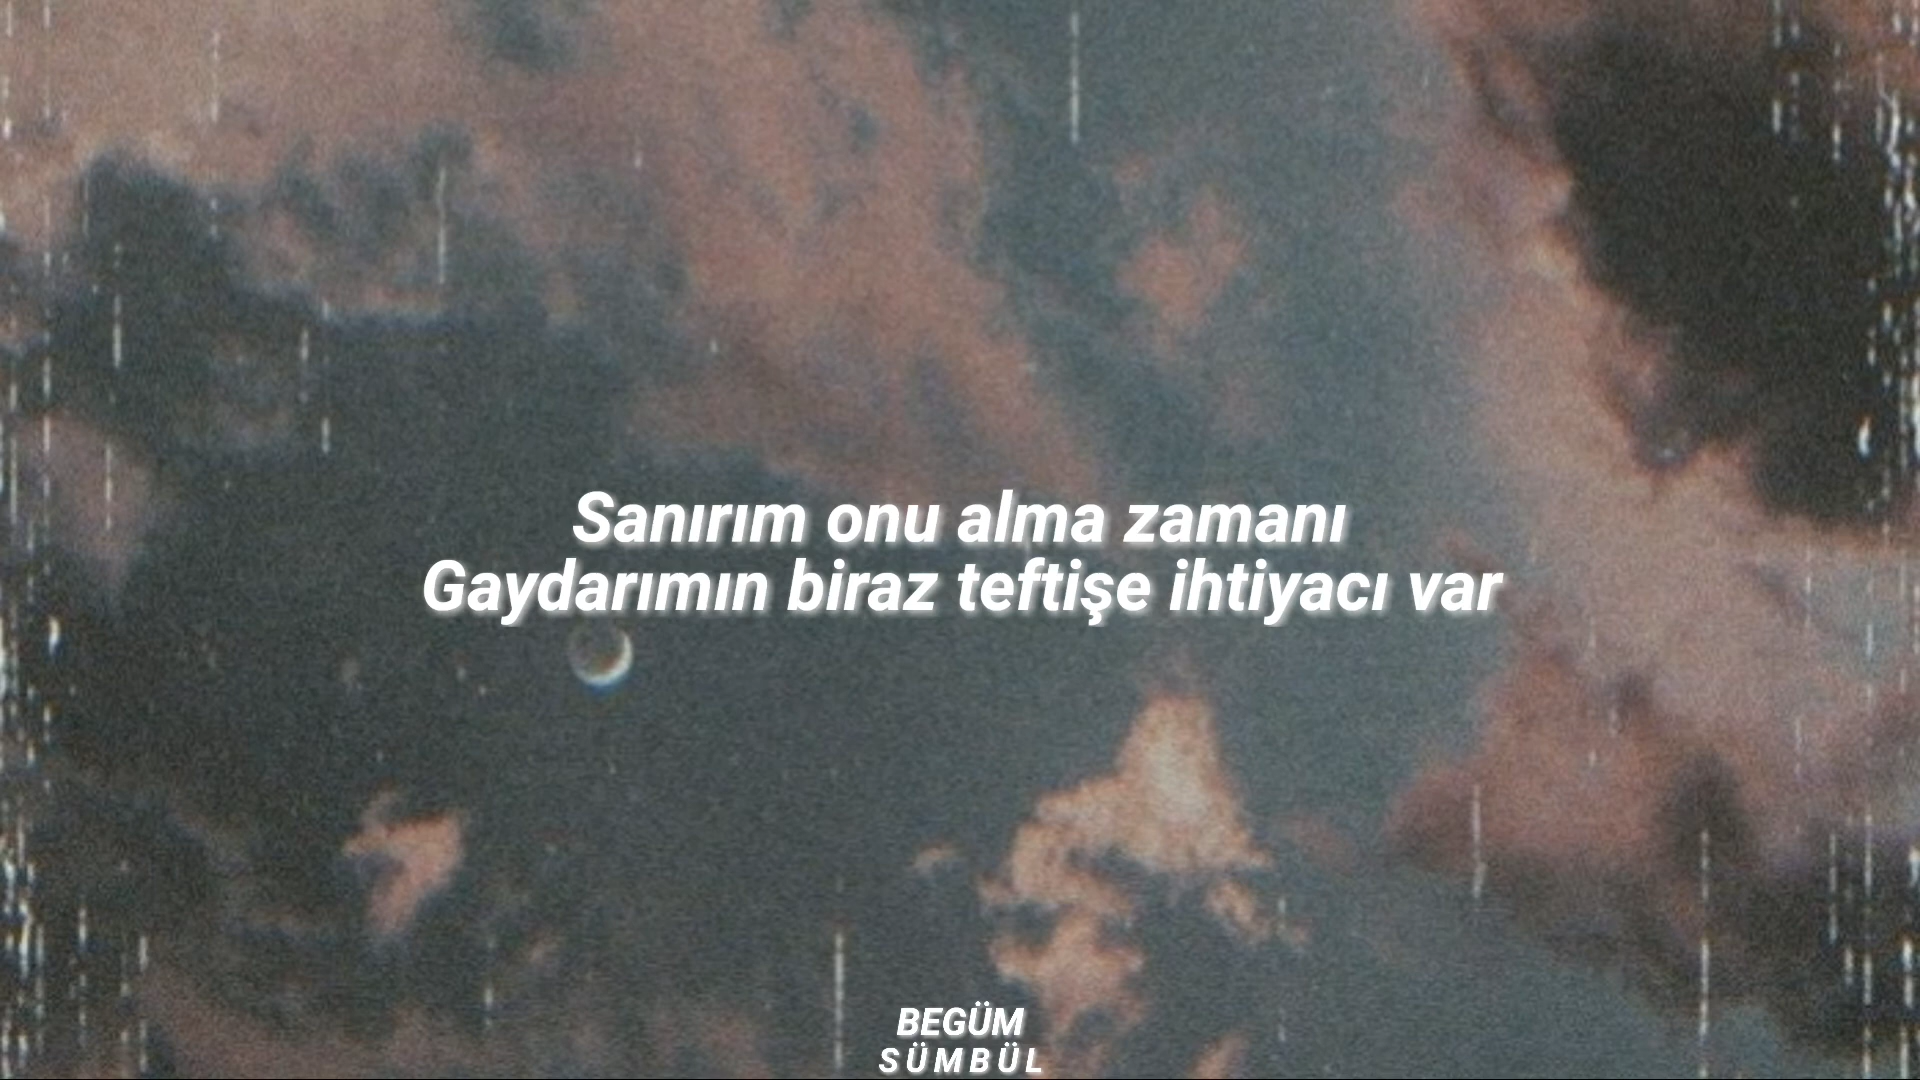 Sanırım onu alma zamanı
Gaydarımın biraz teftişe ihtiyacı var
BEGÜM
SÜMBÜL